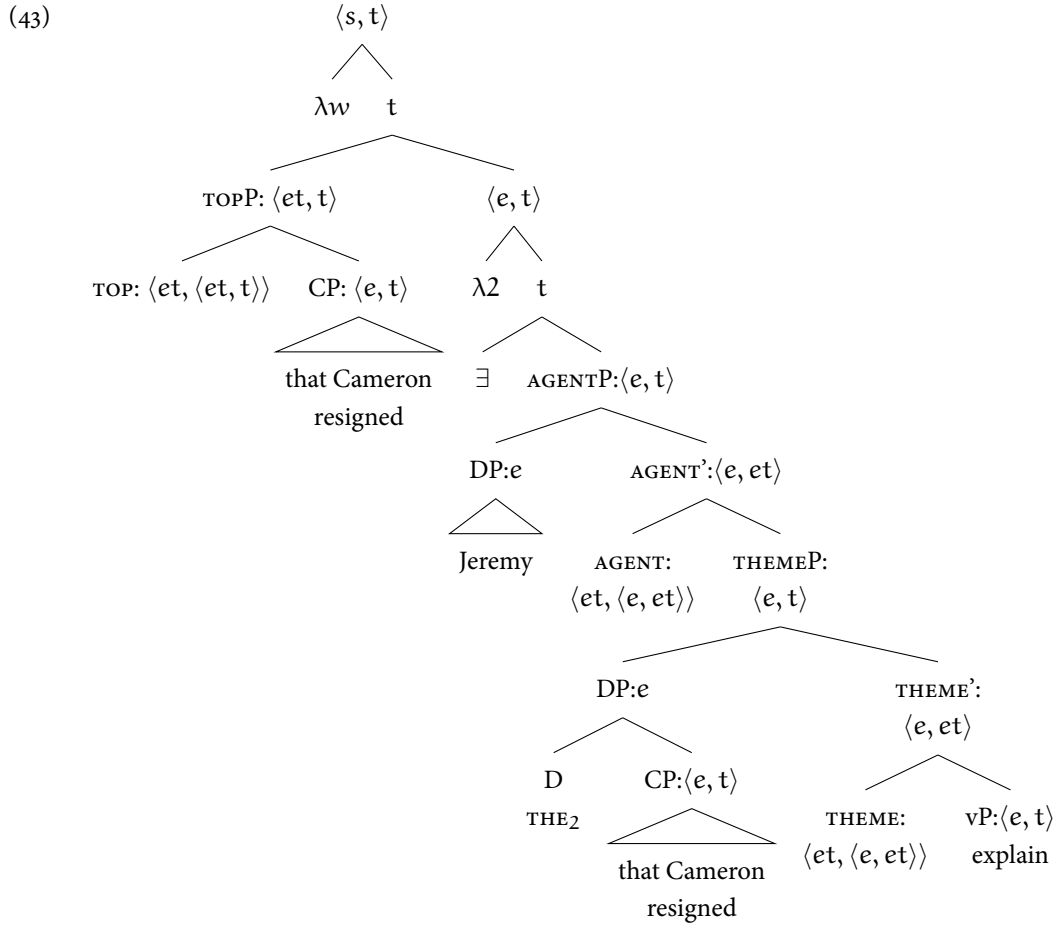 (43)
⟨s, t⟩
λw t
TOPP: ⟨et, t⟩ ⟨e, t⟩
TOP: ⟨et, ⟨et, t⟩⟩ CP: ⟨e, t⟩ λ2 t
that Cameron ∃ AGENTP:⟨e, t⟩
resigned
DP:e AGENT':⟨e, et⟩
Jeremy AGENT: THEMEP:
⟨et, ⟨e, et⟩⟩ ⟨e, t⟩
DP:e THEME':
⟨e, et⟩
D CP:⟨e, t⟩ THEME: vP:⟨e, t⟩
THE₂ ⟨et, ⟨e, et⟩⟩ explain
that Cameron
resigned